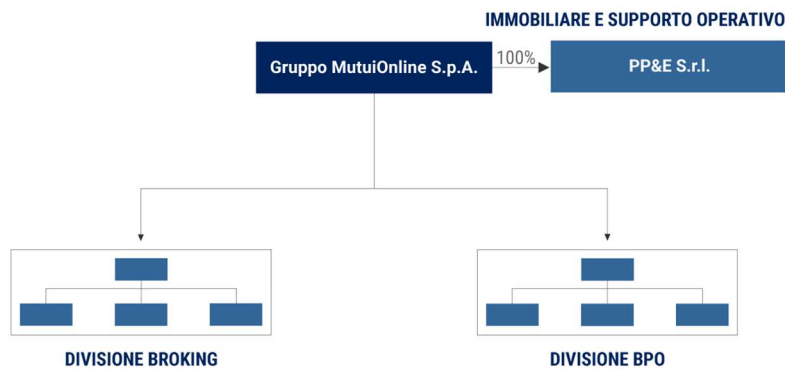 IMMOBILIARE E SUPPORTO OPERATIVO
Gruppo MutuiOnline S.p.A.
100%
PP&E S.r.l.
DIVISIONE BROKING
DIVISIONE BPO